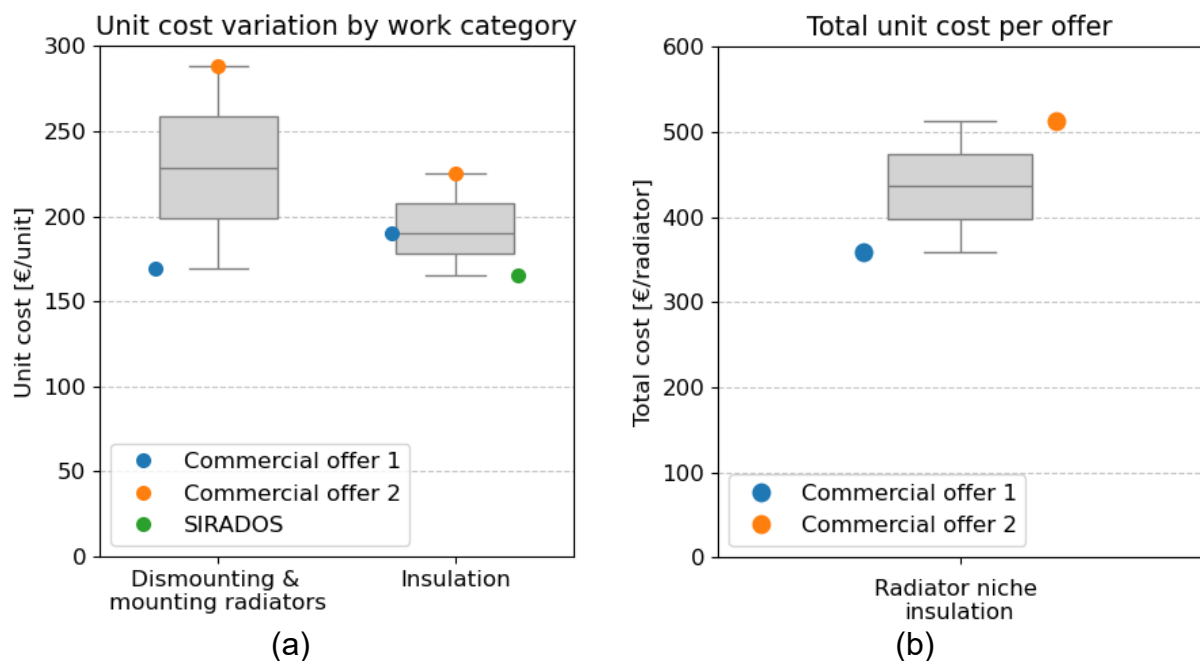 Unit cost variation by work category
300
250
200
150
100
50
0
Unit cost [€/unit]
Commercial offer 1
Commercial offer 2
SIRADOS
Dismounting &
mounting radiators
Insulation
(a)
Total unit cost per offer
600
500
400
300
200
100
0
Total cost [€/radiator]
Commercial offer 1
Commercial offer 2
Radiator niche
insulation
(b)